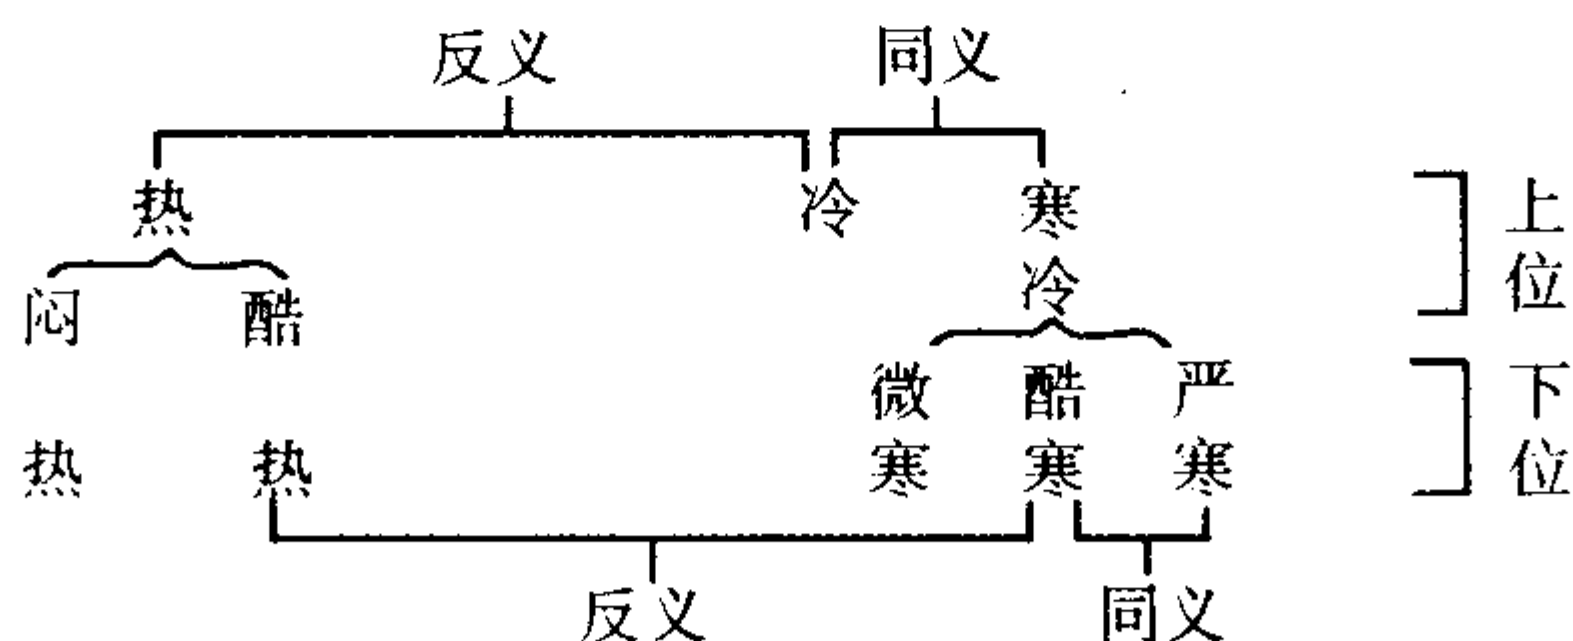 反义 同义
热 冷 寒冷 上位
闷热 酷热
微寒 酷寒 严寒 下位
反义 同义